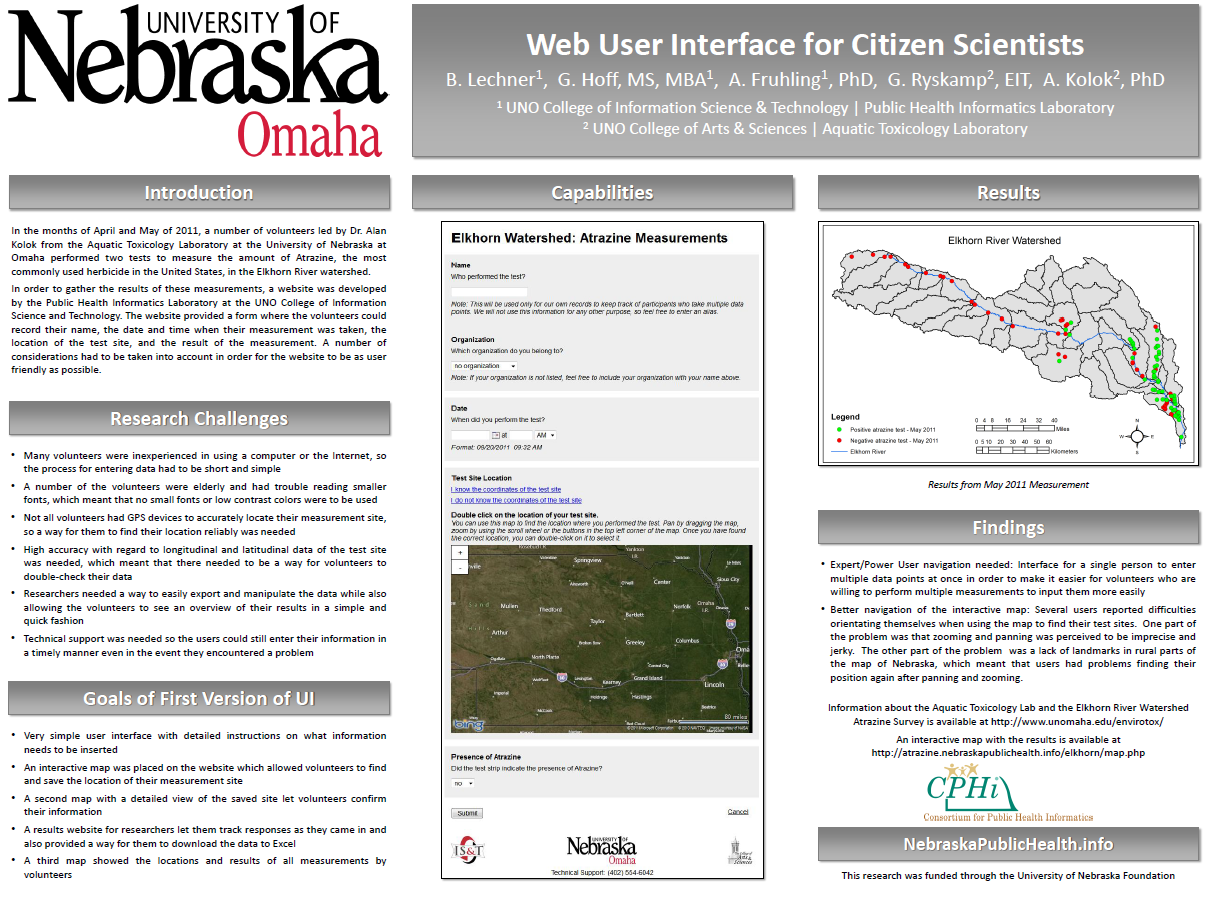 UNIVERSITY OF
Nebraska
Omaha
Web User Interface for Citizen Scientists
B. Lechner1, G. Hoff, MS, MBA1, A. Fruhling1, PhD, G. Ryskamp2, EIT, A. Kolok2, PhD
1 UNO College of Information Science & Technology | Public Health Informatics Laboratory
2 UNO College of Arts & Sciences | Aquatic Toxicology Laboratory
Introduction
In the months of April and May of 2011, a number of volunteers led by Dr. Alan
Kolok from the Aquatic Toxicology Laboratory at the University of Nebraska at
Omaha performed two tests to measure the amount of Atrazine, the most
commonly used herbicide in the United States, in the Elkhorn River watershed.
In order to gather the results of these measurements, a website was developed
by the Public Health Informatics Laboratory at the UNO College of Information
Science and Technology. The website provided a form where the volunteers could
record their name, the date and time when their measurement was taken, the
location of the test site, and the result of the measurement. A number of
considerations had to be taken into account in order for the website to be as user
friendly as possible.
Research Challenges
• Many volunteers were inexperienced in using a computer or the Internet, so
the process for entering data had to be short and simple
• A number of the volunteers were elderly and had trouble reading smaller
fonts, which meant that no small fonts or low contrast colors were to be used
• Not all volunteers had GPS devices to accurately locate their measurement site,
so a way for them to find their location reliably was needed
• High accuracy with regard to longitudinal and latitudinal data of the test site
was needed, which meant that there needed to be a way for volunteers to
double-check their data
• Researchers needed a way to easily export and manipulate the data while also
allowing the volunteers to see an overview of their results in a simple and
quick fashion
• Technical support was needed so the users could still enter their information in
a timely manner even in the event they encountered a problem
Goals of First Version of UI
• Very simple user interface with detailed instructions on what information
needs to be inserted
• An interactive map was placed on the website which allowed volunteers to find
and save the location of their measurement site
• A second map with a detailed view of the saved site let volunteers confirm
their information
• A results website for researchers let them track responses as they came in and
also provided a way for them to download the data to Excel
• A third map showed the locations and results of all measurements by
volunteers
Capabilities
Elkhorn Watershed: Atrazine Measurements
Name
Who performed the test?
Note: This will be used only for our own records to keep track of participants who take multiple data
points. We will not use this information for any other purpose, so feel free to enter an alias.
Organization
Which organization do you belong to?
no organization
Note: If your organization is not listed, feel free to include your organization with your name above.
Date
When did you perform the test?
at AM
Format: 09/20/2011 09:32 AM
Test Site Location
I know the coordinates of the test site
I do not know the coordinates of the test site
Double click on the location of your test site.
You can use this map to find the location where you performed the test. Pan by dragging the map,
zoom by using the scroll wheel or the buttons in the top left corner of the map. Once you have found
the correct location, you can double-click on it to select it.
+
-
Valentine
Springview
Yankton
Ainsworth
O'neill
Center
Sioux City
Mullen
Thedford
Bartlett
Norfolk
Omaha
I.R.
Taylor
Arthur
Broken Bow
Greeley
Columbus
Ogallala
North Platte
Central City
Lexington
Kearney
Grand Island
Lincoln
Imperial
Holdrege
Hastings
Beatrice
McCook
bing
80 miles
Presence of Atrazine
Did the test strip indicate the presence of Atrazine?
no
Submit
Cancel
IS&T
UNIVERSITY OF
Nebraska
Omaha
Arts &
Sciences
Technical Support: (402) 554-6042
Results
Elkhorn River Watershed
Legend
Positive atrazine test - May 2011
Negative atrazine test - May 2011
Elkhorn River
0 4 8 16 24 32 40
Miles
0 5 10 20 30 40 50 60
Kilometers
N
W E
S
Results from May 2011 Measurement
Findings
• Expert/Power User navigation needed: Interface for a single person to enter
multiple data points at once in order to make it easier for volunteers who are
willing to perform multiple measurements to input them more easily
• Better navigation of the interactive map: Several users reported difficulties
orientating themselves when using the map to find their test sites. One part of
the problem was that zooming and panning was perceived to be imprecise and
jerky. The other part of the problem was a lack of landmarks in rural parts of
the map of Nebraska, which meant that users had problems finding their
position again after panning and zooming.
Information about the Aquatic Toxicology Lab and the Elkhorn River Watershed
Atrazine Survey is available at http://www.unomaha.edu/envirotox/
An interactive map with the results is available at
http://atrazine.nebraskapublichealth.info/elkhorn/map.php
CPHi
Consortium for Public Health Informatics
NebraskaPublicHealth.info
This research was funded through the University of Nebraska Foundation